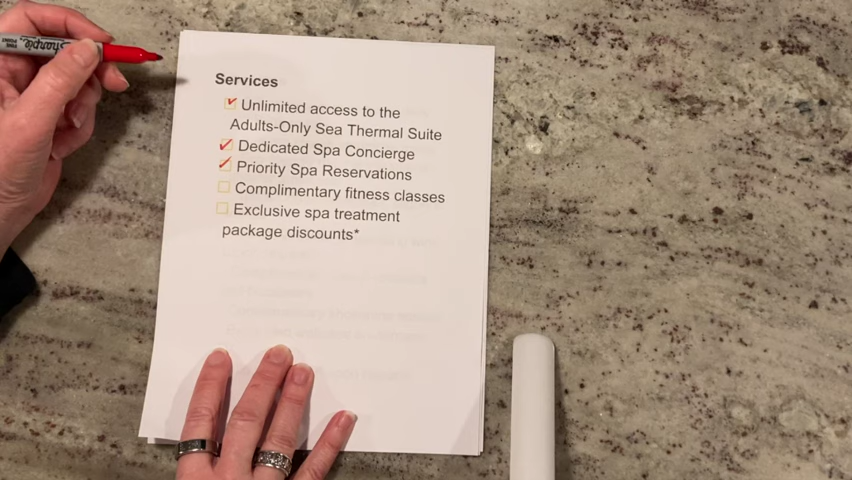 Sharpie
Services
Unlimited access to the
Adults-Only Sea Thermal Suite
Dedicated Spa Concierge
Priority Spa Reservations
Complimentary fitness classes
Exclusive spa treatment
package discounts*